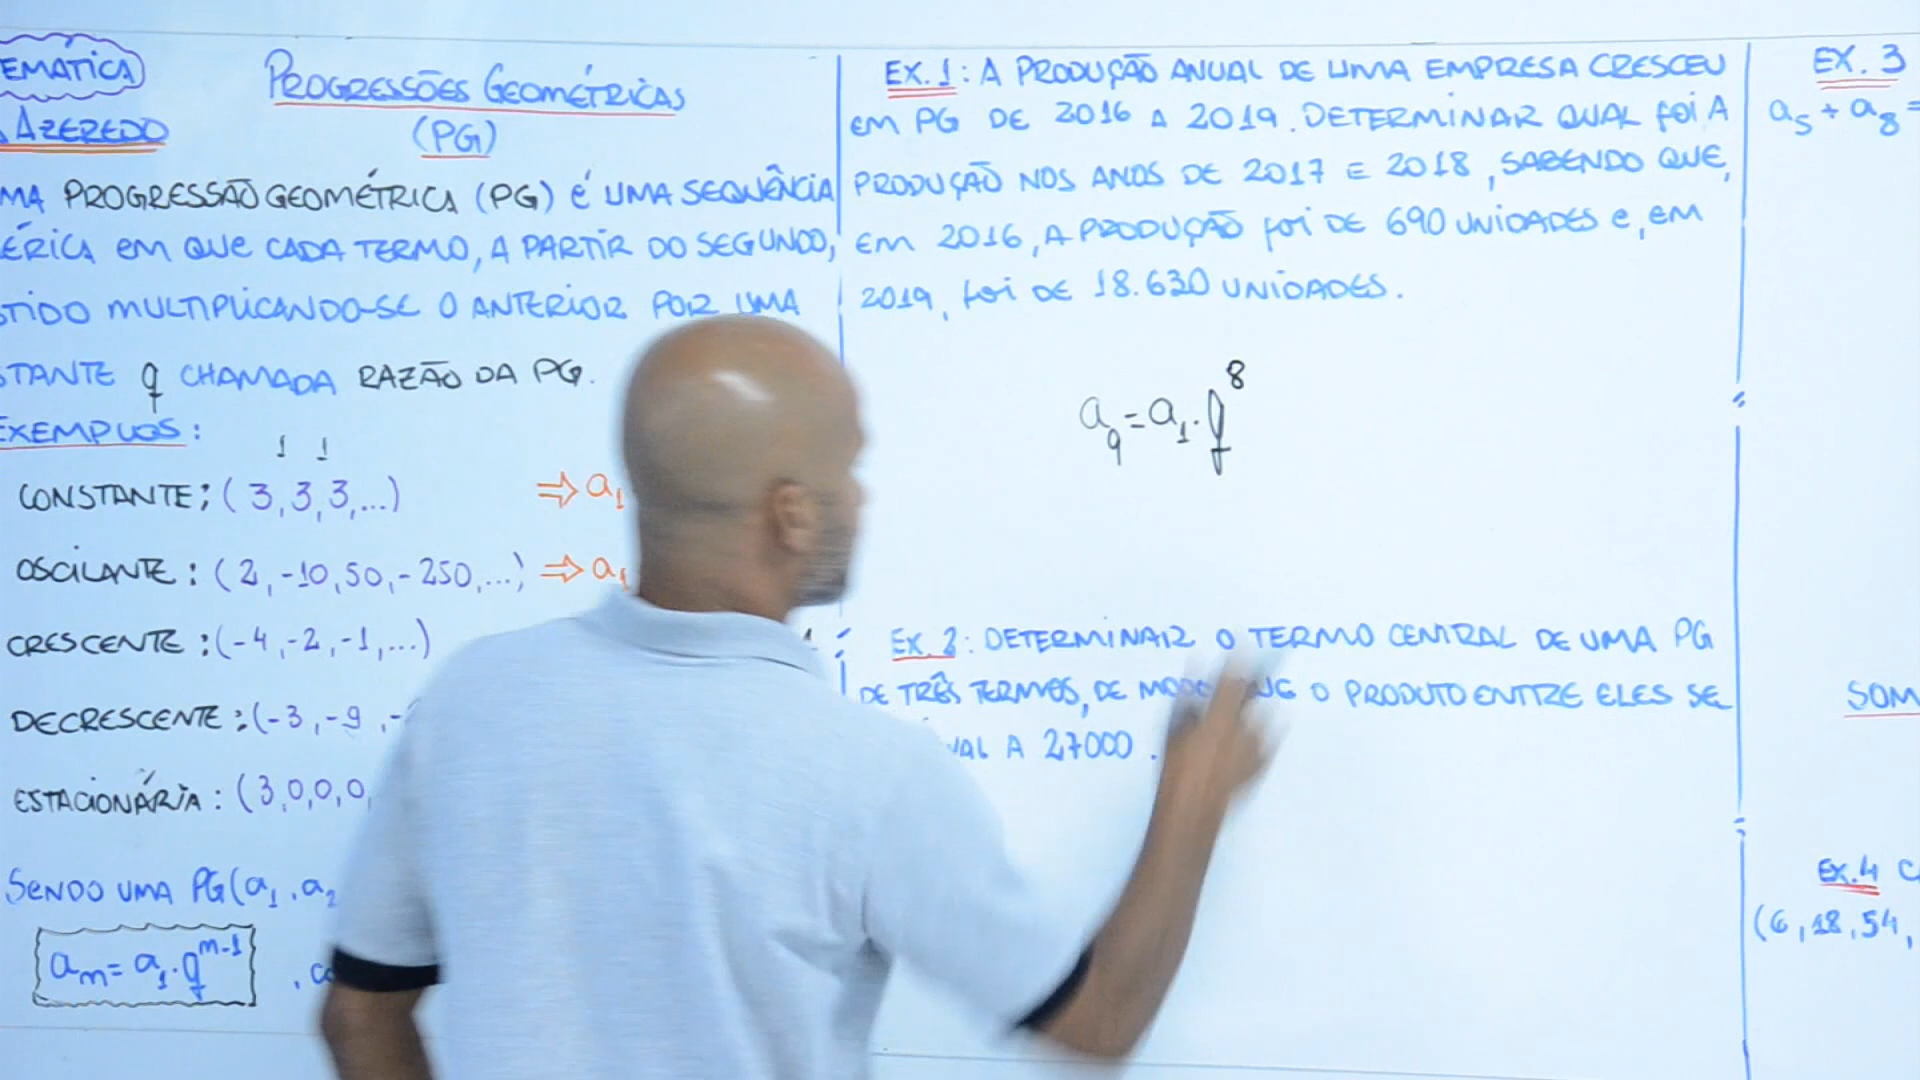 EMÁTICA
AZEREDO
PROGRESSÕES GEOMÉTRICAS
(PG)
MA PROGRESSÃO GEOMÉTRICA (PG) É UMA SEQUÊNCIA
ÉRICA EM QUE CADA TERMO, A PARTIR DO SEGUNDO,
TIDO MULTIPLICANDO-SE O ANTERIOR POR UMA
STANTE q CHAMADA RAZÃO DA PG.
EXEMPLOS:
1 1
CONSTANTE: (3,3,3,...) ⇒ a₁
OSCILANTE: (2,-10,50,-250,...) ⇒ a₁
CRESCENTE: (-4,-2,-1,...)
DECRESCENTE: (-3,-9,-
ESTACIONÁRIA: (3,0,0,0,
SENDO UMA PG (a₁, a₂
aₙ = a₁.qⁿ⁻¹
EX. 1: A PRODUÇÃO ANUAL DE UMA EMPRESA CRESCEU
EM PG DE 2016 A 2019. DETERMINAR QUAL FOI A
PRODUÇÃO NOS ANOS DE 2017 E 2018, SABENDO QUE,
EM 2016, A PRODUÇÃO FOI DE 690 UNIDADES E, EM
2019, FOI DE 18.630 UNIDADES.
a₉ = a₁.q⁸
EX. 2: DETERMINAR O TERMO CENTRAL DE UMA PG
DE TRÊS TERMOS, DE O PRODUTO ENTRE ELES SE
A 27000.
EX. 3
a₅ + a₈ =
SOM
EX. 4 C
(6, 18, 54,